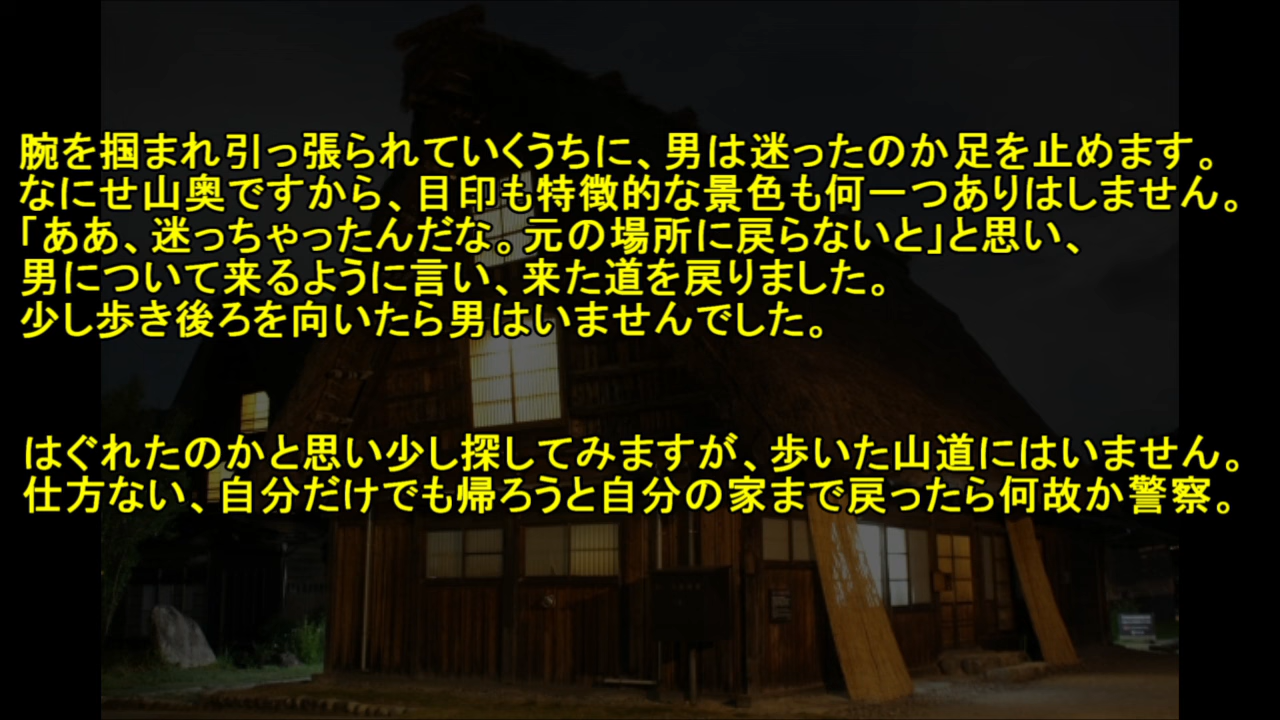 腕を掴まれ引っ張られていくうちに、男は迷ったのか足を止めます。
なにせ山奥ですから、目印も特徴的な景色も何一つありはしません。
「ああ、迷っちゃったんだな。元の場所に戻らないと」と思い、
男について来るように言い、来た道を戻りました。
少し歩き後ろを向いたら男はいませんでした。
はぐれたのかと思い少し探してみますが、歩いた山道にはいません。
仕方ない、自分だけでも帰ろうと自分の家まで戻ったら何故か警察。